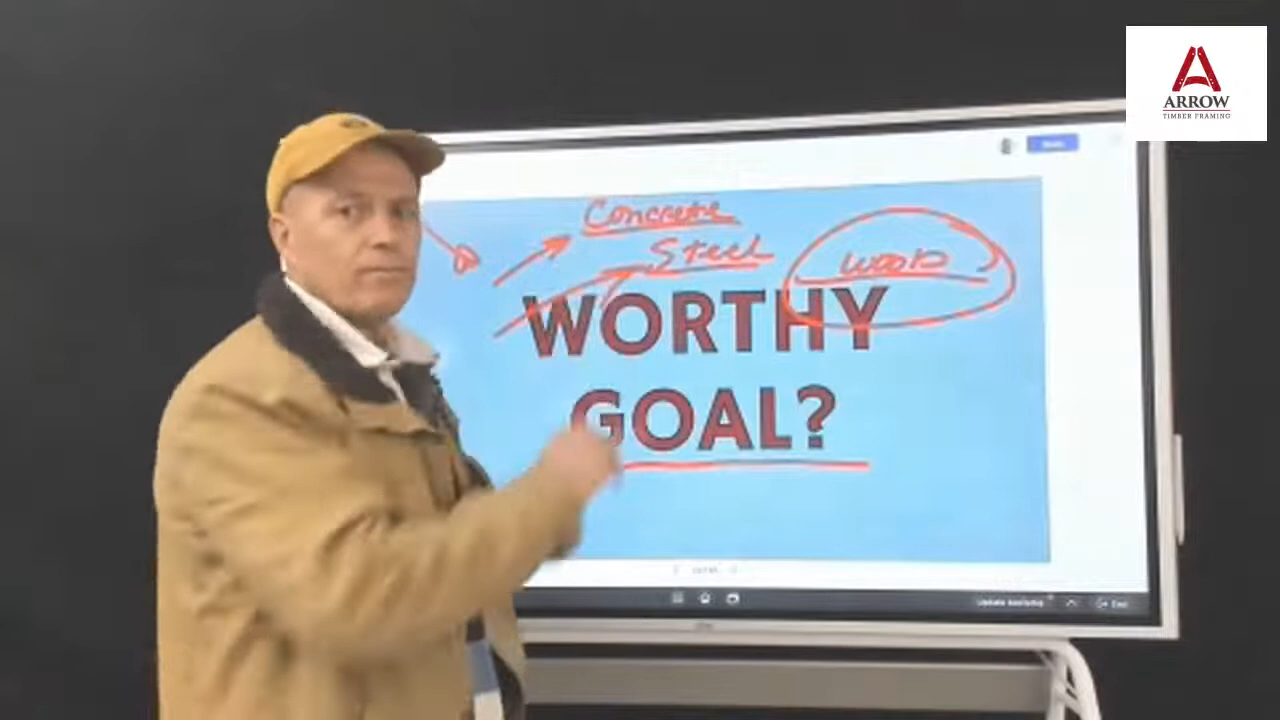 ARROW
TIMBER FRAMING
Concrete
Steel
WOOD
WORTHY
GOAL?